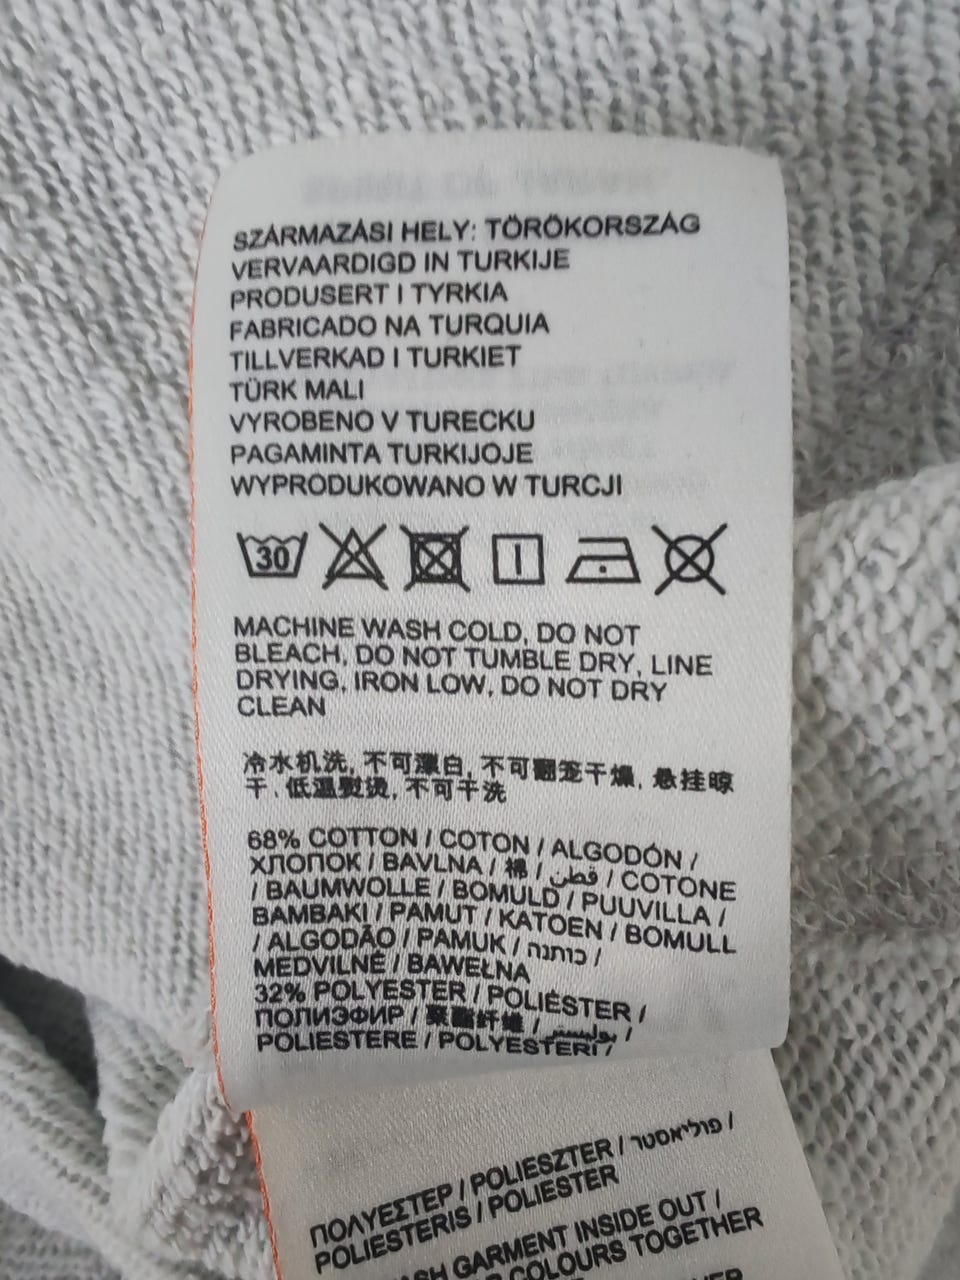 SZÁRMAZÁSI HELY: TÖRÖKORSZÁG
VERVAARDIGD IN TURKIJE
PRODUSERT I TYRKIA
FABRICADO NA TURQUIA
TILLVERKAD I TURKIET
TÜRK MALI
VYROBENO V TURECKU
PAGAMINTA TURKIJOJE
WYPRODUKOWANO W TURCJI
30
MACHINE WASH COLD, DO NOT
BLEACH, DO NOT TUMBLE DRY, LINE
DRYING, IRON LOW, DO NOT DRY
CLEAN
冷水机洗, 不可漂白, 不可翻笼干燥, 悬挂晾
干, 低温熨烫, 不可干洗
68% COTTON / COTON / ALGODÓN /
ХЛОПОК / BAVLNA / 棉 / قطن / COTONE
/ BAUMWOLLE / BOMULD / PUUVILLA /
BAMBAKI / PAMUT / KATOEN / BOMULL
/ ALGODÃO / PAMUK / כותנה /
MEDVILNĖ / BAWEŁNA
32% POLYESTER / POLIÉSTER /
ПОЛИЭФИР / 聚酯纤维 / بوليستر /
POLIESTERE / POLYESTERI /
ΠΟΛΥΕΣΤΕΡ / POLIESZTER / פוליאסטר /
POLIESTERIS / POLIESTER
GARMENT INSIDE OUT /
COLOURS TOGETHER